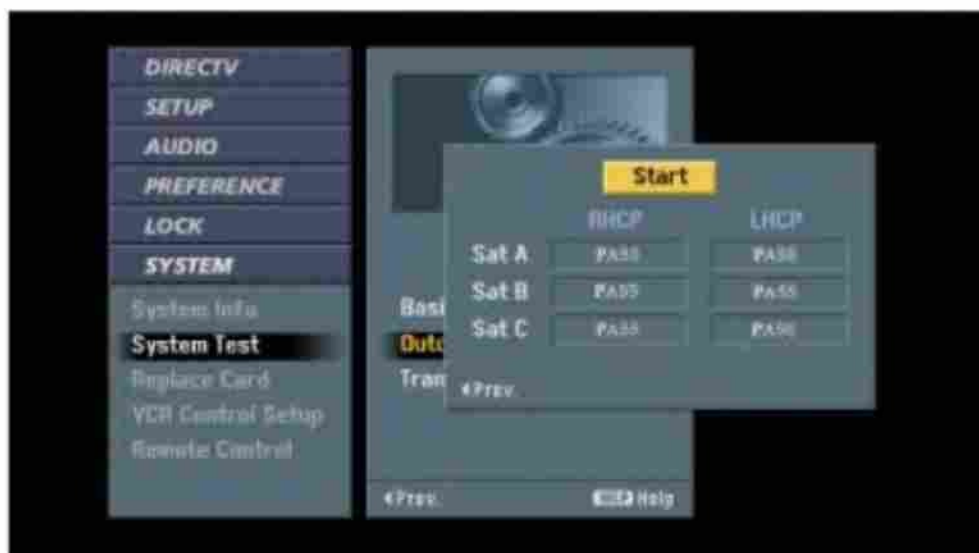 DIRECTV
SETUP
AUDIO
PREFERENCE
LOCK
SYSTEM
System Info
System Test
Replace Card
VCR Control Setup
Remote Control
Basi
Outd
Tran
◀Prev.
Help
Start
RHCP LHCP
Sat A PASS PASS
Sat B PASS PASS
Sat C PASS PASS
◀Prev.